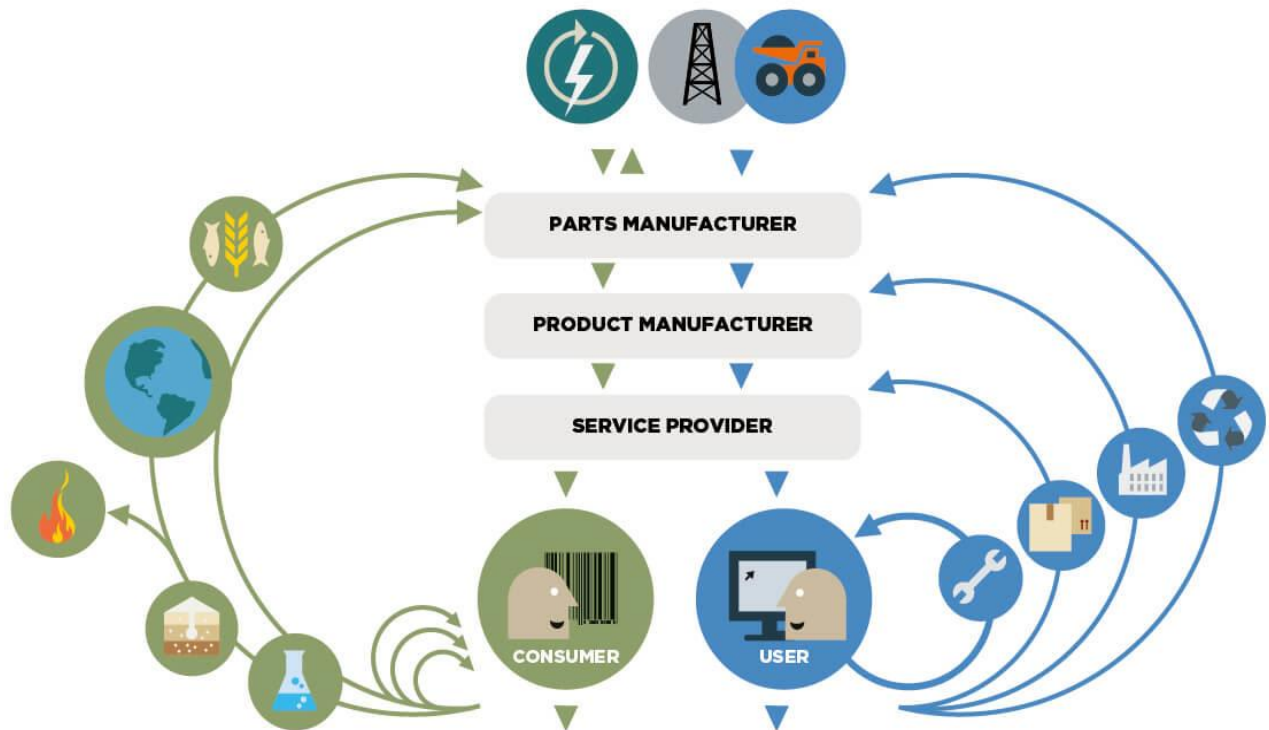 PARTS MANUFACTURER
PRODUCT MANUFACTURER
SERVICE PROVIDER
CONSUMER
USER